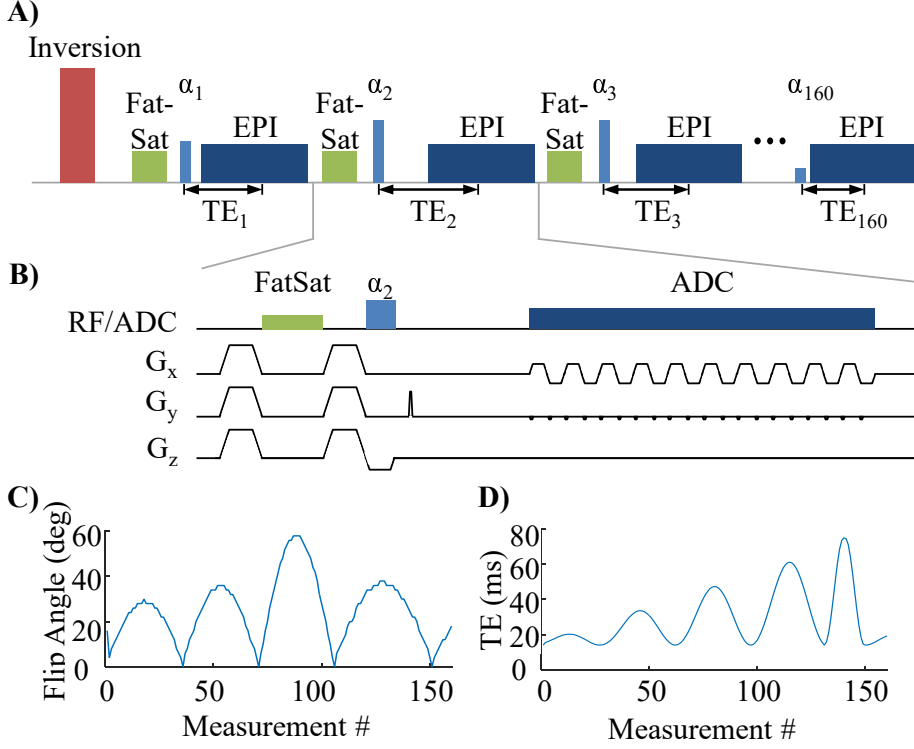 A)
Inversion
Fat-
Sat
α1
EPI
Fat-
Sat
α2
EPI
Fat-
Sat
α3
EPI
•••
α160
EPI
TE1
TE2
TE3
TE160
B)
FatSat
α2
ADC
RF/ADC
Gx
Gy
Gz
C)
Flip Angle (deg)
60
40
20
0
0 50 100 150
Measurement #
D)
TE (ms)
80
60
40
20
0
0 50 100 150
Measurement #